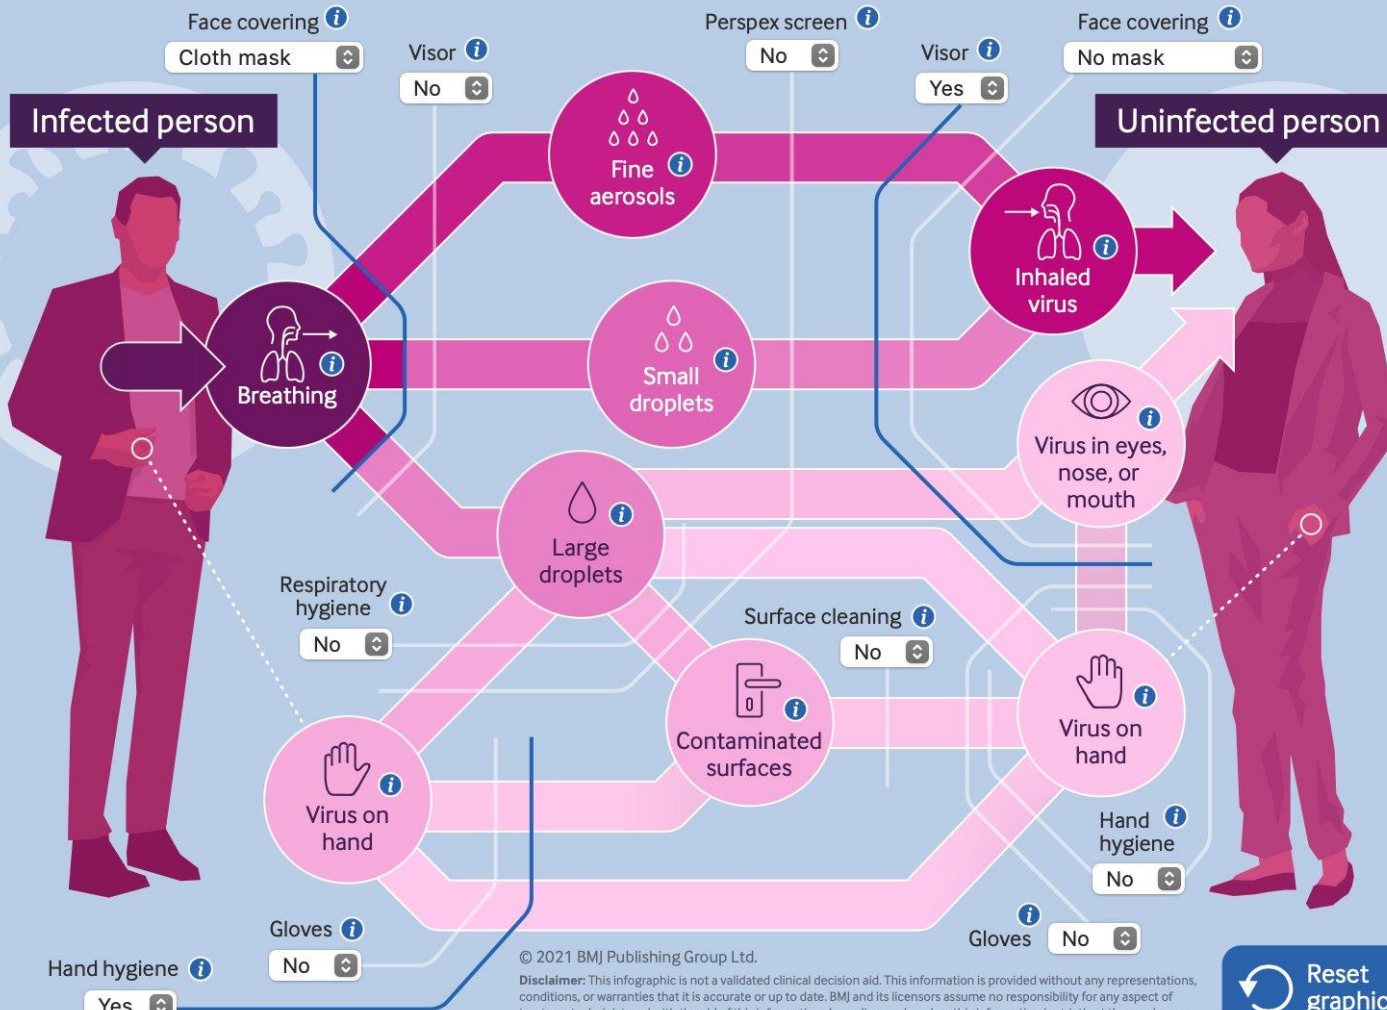 Face covering
Cloth mask
Visor
No
Perspex screen
No
Visor
Yes
Face covering
No mask
Infected person
Uninfected person
Fine
aerosols
Inhaled
virus
Breathing
Small
droplets
Virus in eyes,
nose, or
mouth
Large
droplets
Respiratory
hygiene
No
Surface cleaning
No
Contaminated
surfaces
Virus on
hand
Virus on
hand
Hand
hygiene
No
Gloves
No
Gloves
No
Hand hygiene
Yes
© 2021 BMJ Publishing Group Ltd.
Disclaimer: This infographic is not a validated clinical decision aid. This information is provided without any representations,
conditions, or warranties that it is accurate or up to date. BMJ and its licensors assume no responsibility for any aspect of
Reset
graphic